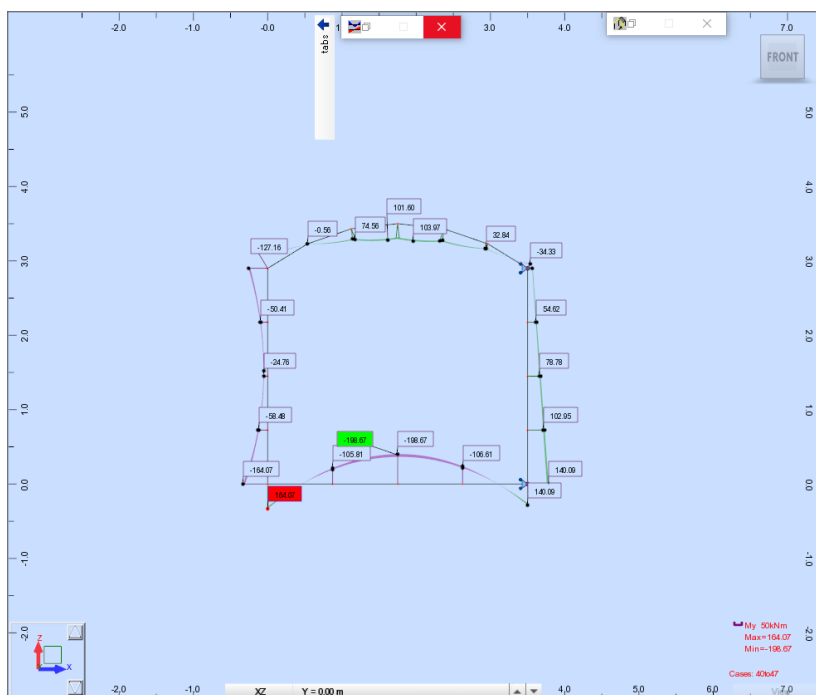 -2.0 -1.0 -0.0 3.0 4.0 5.0 6.0 7.0
tabs
FRONT
5.0 5.0
4.0 4.0
101.60
-0.56 74.56 103.97 32.84
-127.16 -34.33
3.0 3.0
-50.41 54.62
2.0 2.0
-24.76 78.78
1.0 1.0
-58.48 102.95
-198.67 -198.67
-164.07 -105.81 -106.61 140.09
0.0 0.0
164.07 140.09
-1.0 -1.0
-2.0 -2.0
My 50kNm
Max=164.07
Min=-198.67
Cases: 40to47
Z
X
-1,0 XZ Y = 0.00 m 4.0 5.0 6.0 7.0